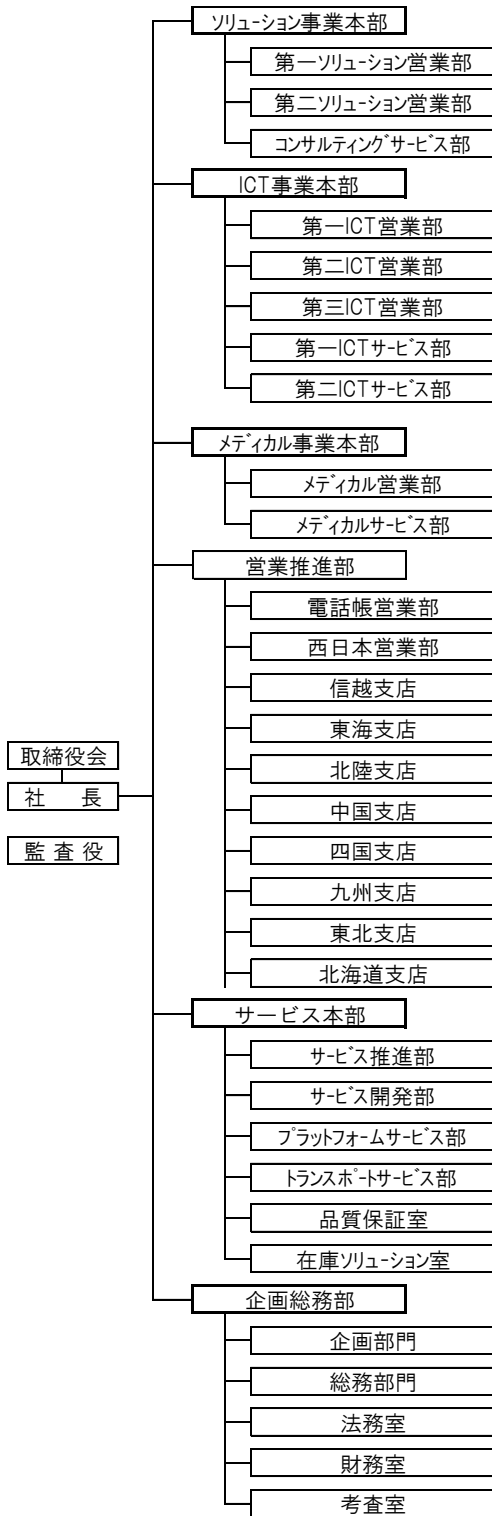 ソリューション事業本部
第一ソリューション営業部
第二ソリューション営業部
コンサルティングサービス部
ICT事業本部
第一ICT営業部
第二ICT営業部
第三ICT営業部
第一ICTサービス部
第二ICTサービス部
メディカル事業本部
メディカル営業部
メディカルサービス部
営業推進部
電話帳営業部
西日本営業部
信越支店
東海支店
取締役会
北陸支店
社　長
中国支店
監査役
四国支店
九州支店
東北支店
北海道支店
サービス本部
サービス推進部
サービス開発部
プラットフォームサービス部
トランスポートサービス部
品質保証室
在庫ソリューション室
企画総務部
企画部門
総務部門
法務室
財務室
考査室